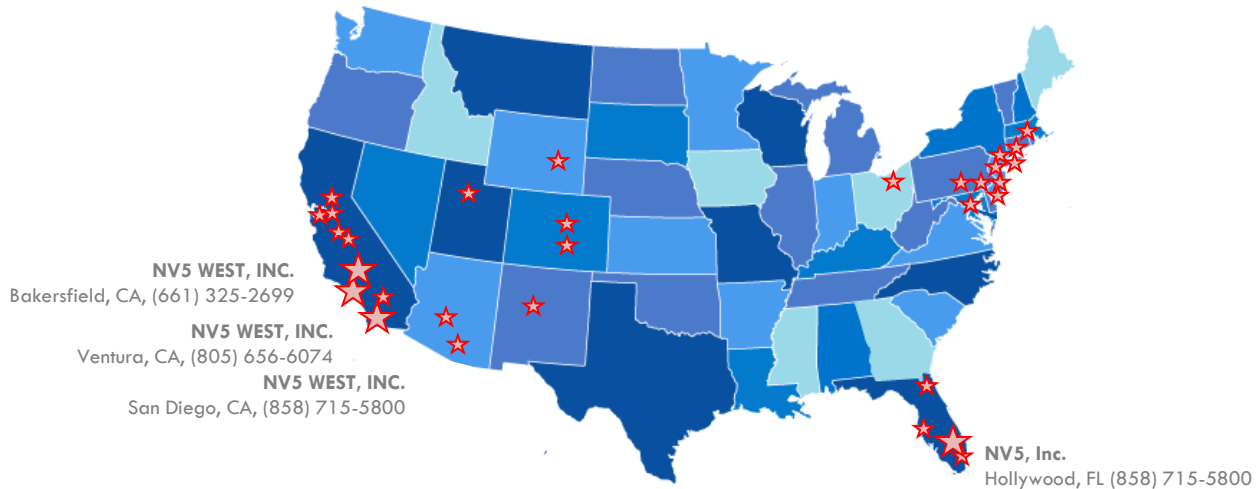 NV5 WEST, INC.
Bakersfield, CA, (661) 325-2699
NV5 WEST, INC.
Ventura, CA, (805) 656-6074
NV5 WEST, INC.
San Diego, CA, (858) 715-5800
NV5, Inc.
Hollywood, FL (858) 715-5800